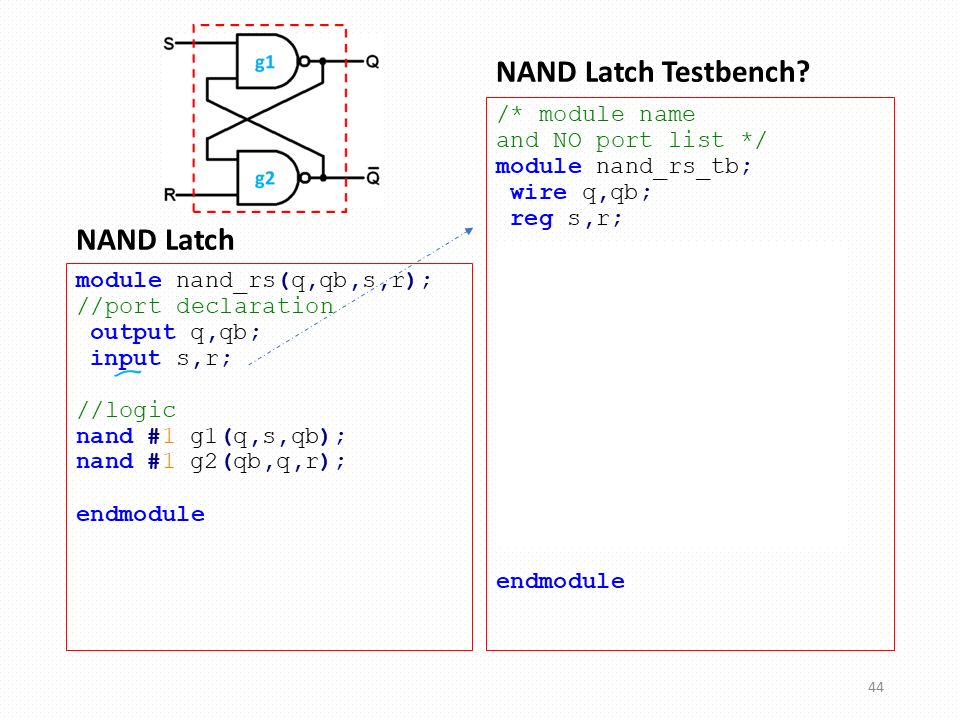 S
g1
Q
g2
R
Q̅
NAND Latch
module nand_rs(q,qb,s,r);
//port declaration
output q,qb;
input s,r;
//logic
nand #1 g1(q,s,qb);
nand #1 g2(qb,q,r);
endmodule
NAND Latch Testbench?
/* module name
and NO port list */
module nand_rs_tb;
wire q,qb;
reg s,r;
endmodule
44